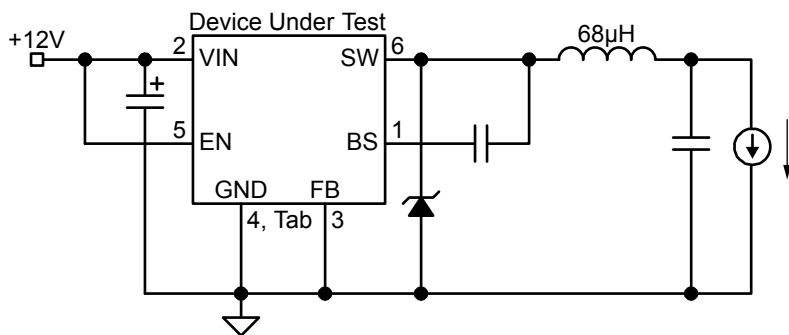 Device Under Test
+12V
2
VIN
SW
6
68µH
+
5
EN
BS
1
GND
FB
4, Tab
3